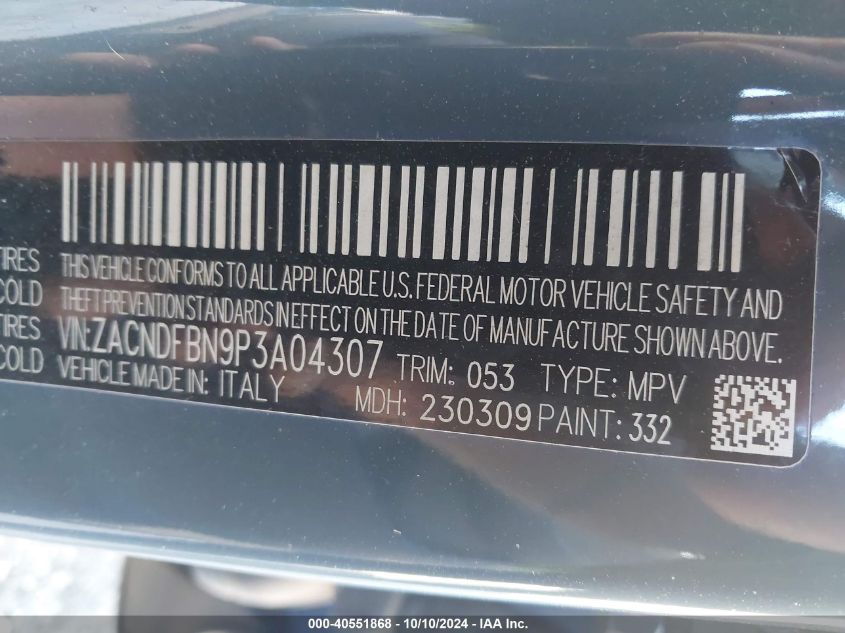 TIRES
COLD
TIRES
COLD
THIS VEHICLE CONFORMS TO ALL APPLICABLE U.S. FEDERAL MOTOR VEHICLE SAFETY AND
THEFT PREVENTION STANDARDS IN EFFECT ON THE DATE OF MANUFACTURE SHOWN ABOVE.
VIN:ZACNDFBN9P3A04307 TRIM: 053 TYPE: MPV
VEHICLE MADE IN: ITALY MDH: 230309 PAINT: 332
000-40551868 - 10/10/2024 - IAA Inc.